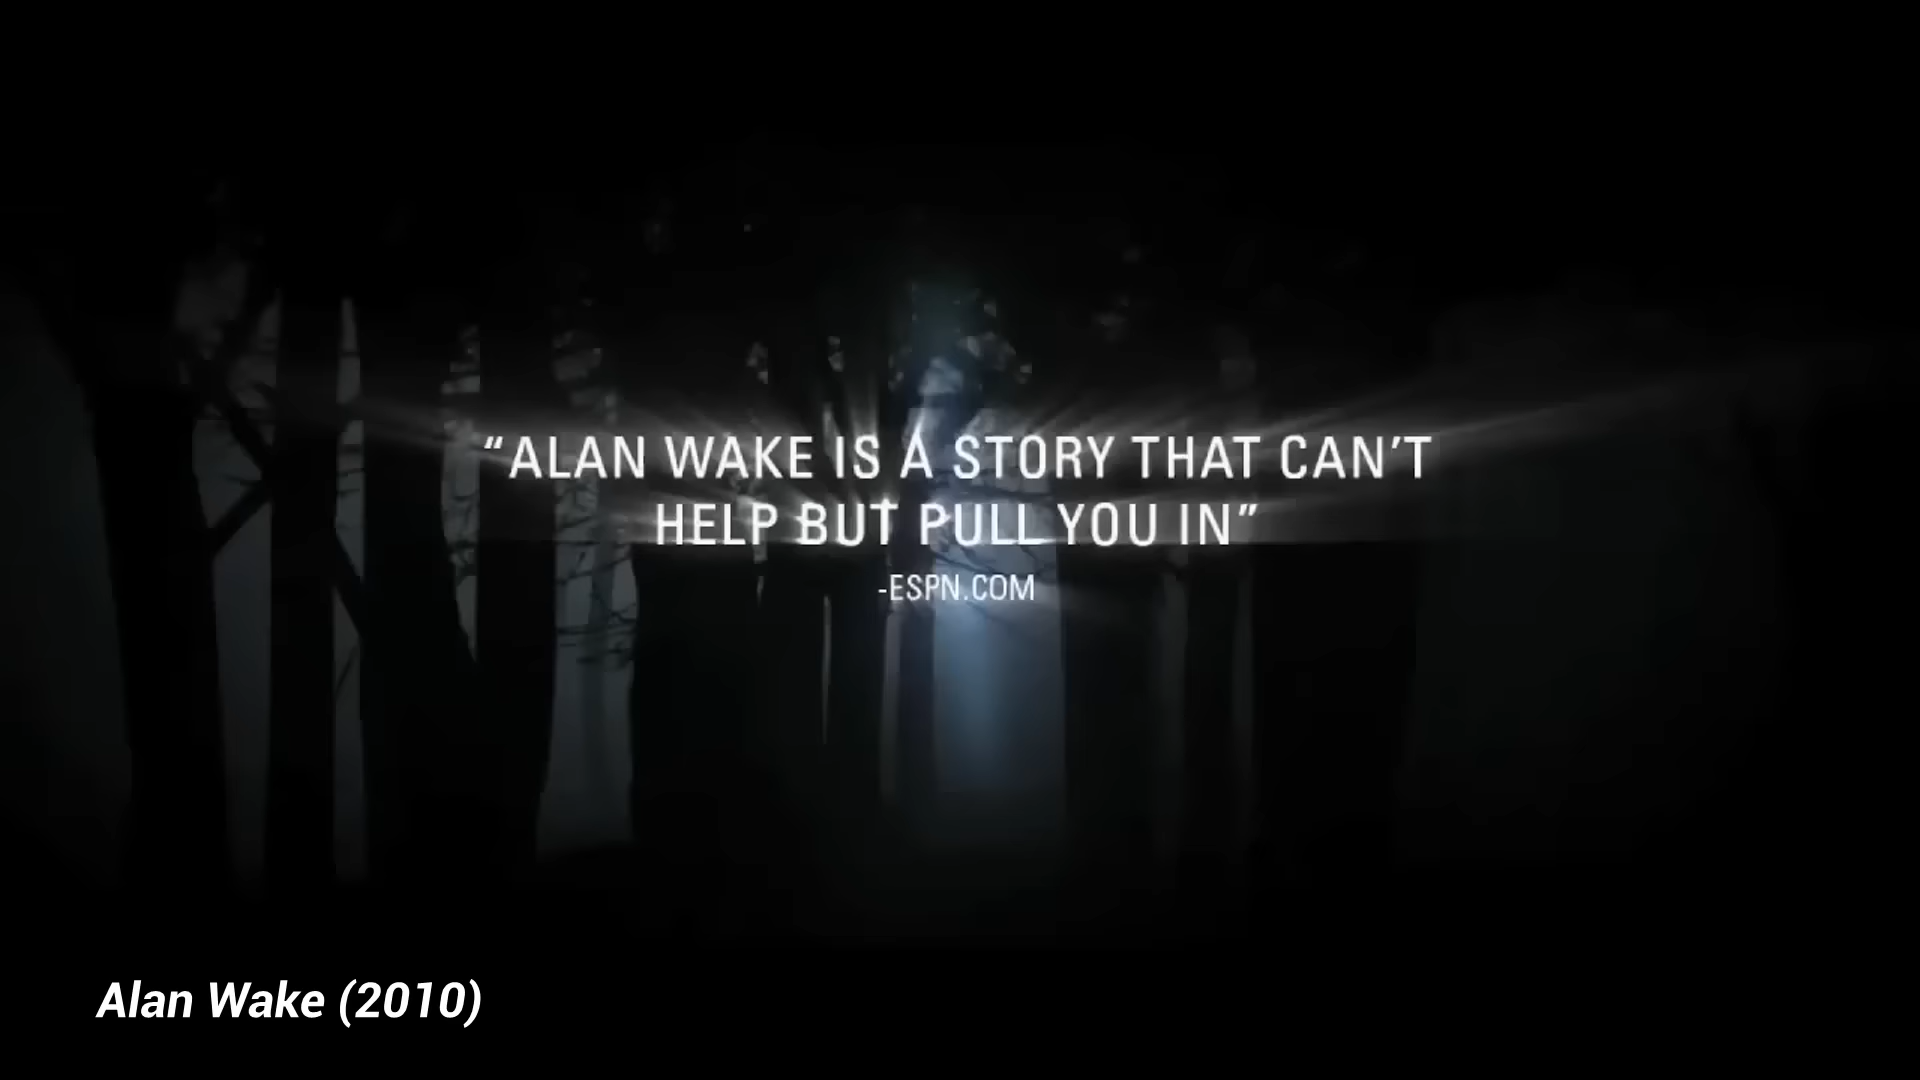 “ALAN WAKE IS A STORY THAT CAN’T
HELP BUT PULL YOU IN”
-ESPN.COM
Alan Wake (2010)